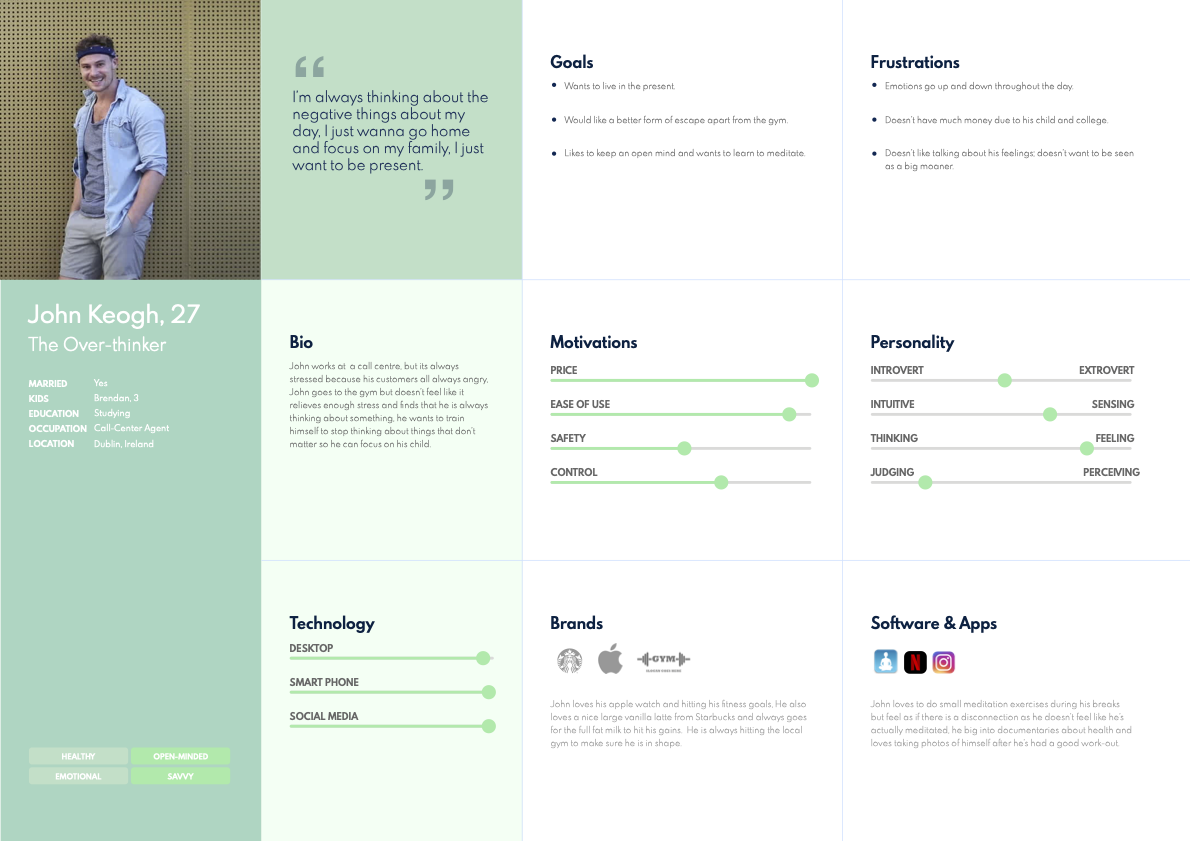 “
I'm always thinking about the
negative things about my
day, I just wanna go home
and focus on my family, I just
want to be present.
”
Goals
• Wants to live in the present.
• Would like a better form of escape apart from the gym.
• Likes to keep an open mind and wants to learn to meditate.
Frustrations
• Emotions go up and down throughout the day.
• Doesn't have much money due to his child and college.
• Doesn't like talking about his feelings; doesn't want to be seen
as a big moaner.
John Keogh, 27
The Over-thinker
MARRIED Yes
KIDS Brendan, 3
EDUCATION Studying
OCCUPATION Call-Center Agent
LOCATION Dublin, Ireland
HEALTHY OPEN-MINDED
EMOTIONAL SAVVY
Bio
John works at a call centre, but its always
stressed because his customers all always angry,
John goes to the gym but doesn't feel like it
relieves enough stress and finds that he is always
thinking about something, he wants to train
himself to stop thinking about things that don't
matter so he can focus on his child.
Motivations
PRICE
EASE OF USE
SAFETY
CONTROL
Personality
INTROVERT EXTROVERT
INTUITIVE SENSING
THINKING FEELING
JUDGING PERCEIVING
Technology
DESKTOP
SMART PHONE
SOCIAL MEDIA
Brands
GYM
John loves his apple watch and hitting his fitness goals, He also
loves a nice large vanilla latte from Starbucks and always goes
for the full fat milk to hit his gains. He is always hitting the local
gym to make sure he is in shape.
Software & Apps
N
John loves to do small meditation exercises during his breaks
but feel as if there is a disconnection as he doesn't feel like he's
actually meditated, he big into documentaries about health and
loves taking photos of himself after he's had a good work-out.